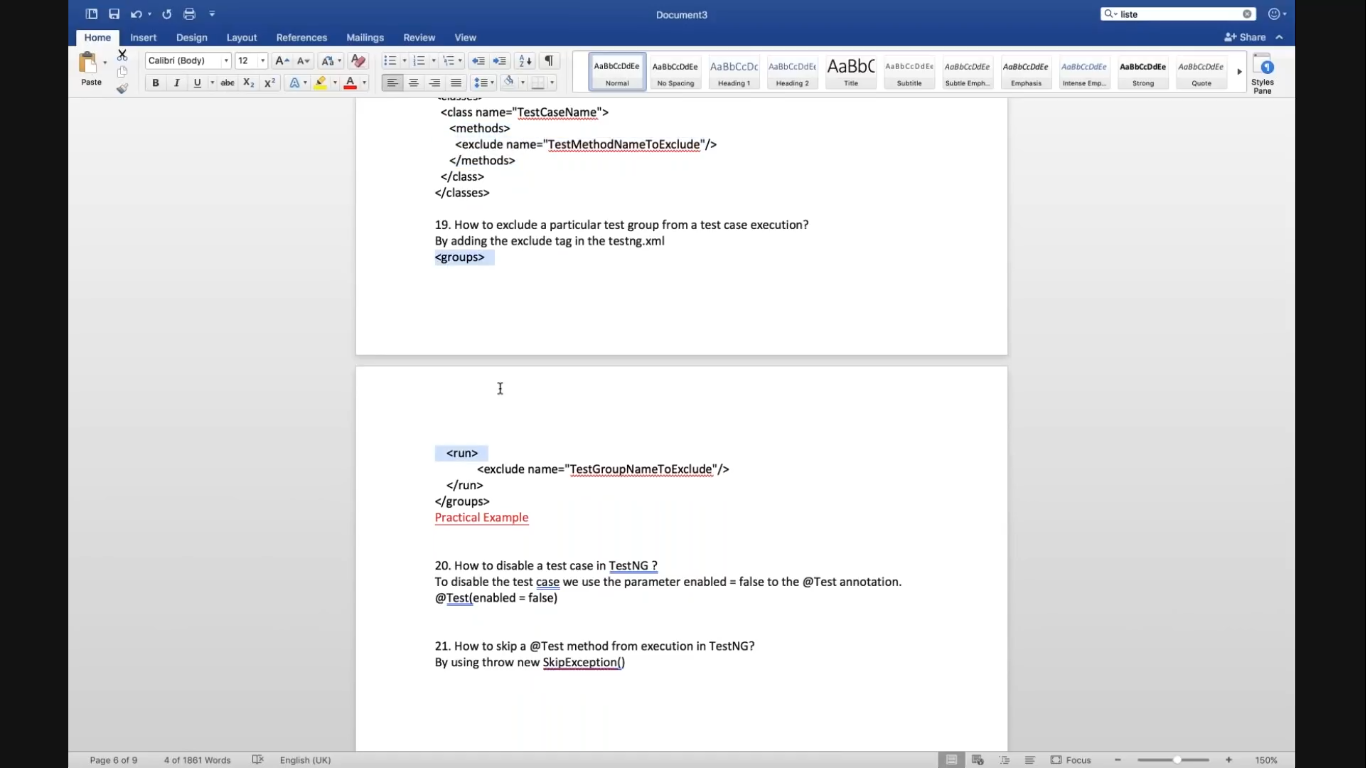 Document3
liste
Home Insert Design Layout References Mailings Review View
Share
Paste
Calibri (Body) 12
AaBbCcDdEe AaBbCcDdEe AaBbCcDc AaBbCcDdEe AaBbC AaBbCcDdEe AaBbCcDdEe AaBbCcDdEe AaBbCcDdEe AaBbCcDdEe AaBbCcDdEe
Normal No Spacing Heading 1 Heading 2 Title Subtitle Subtle Emph... Emphasis Intense Emp... Strong Quote
Styles
Pane
<classes>
<class name="TestCaseName">
<methods>
<exclude name="TestMethodNameToExclude"/>
</methods>
</class>
</classes>
19. How to exclude a particular test group from a test case execution?
By adding the exclude tag in the testng.xml
<groups>
<run>
<exclude name="TestGroupNameToExclude"/>
</run>
</groups>
Practical Example
20. How to disable a test case in TestNG ?
To disable the test case we use the parameter enabled = false to the @Test annotation.
@Test(enabled = false)
21. How to skip a @Test method from execution in TestNG?
By using throw new SkipException()
Page 6 of 9 4 of 1861 Words English (UK) Focus 150%